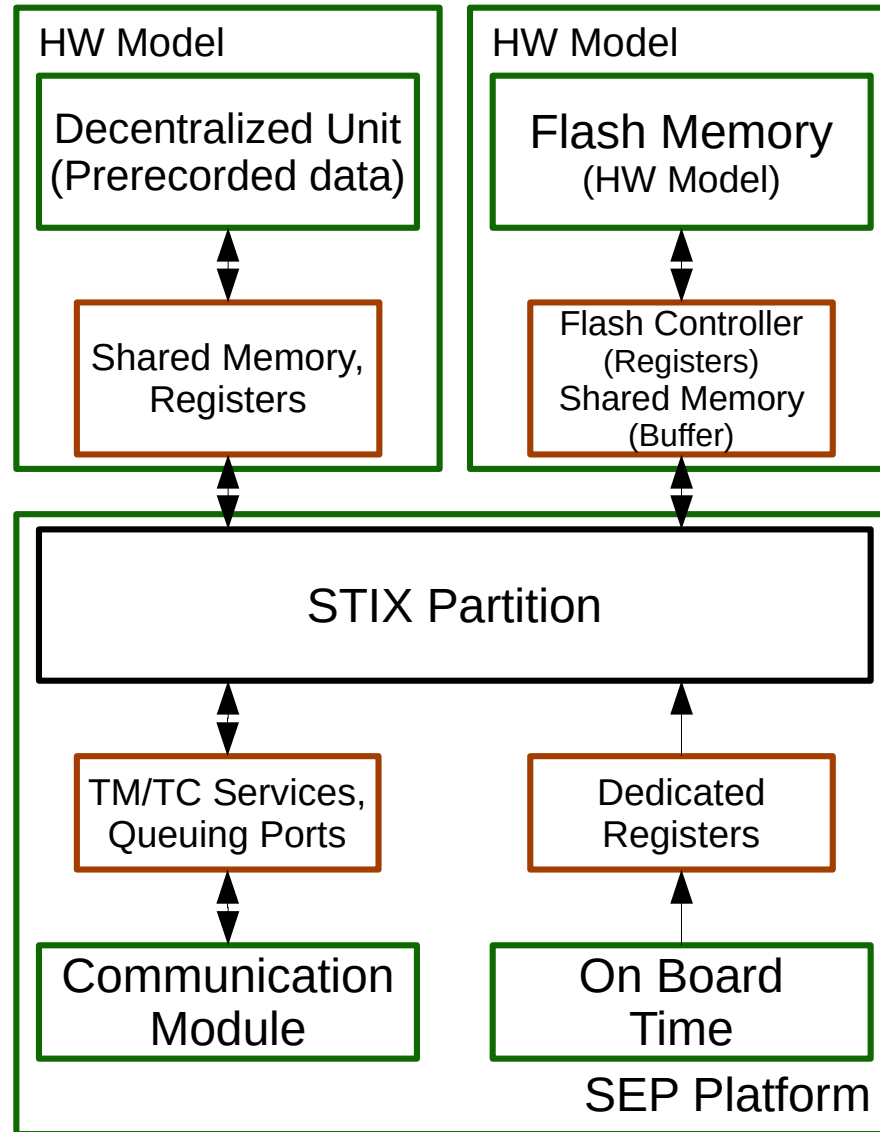 HW Model
Decentralized Unit
(Prerecorded data)
Shared Memory,
Registers
HW Model
Flash Memory
(HW Model)
Flash Controller
(Registers)
Shared Memory
(Buffer)
STIX Partition
TM/TC Services,
Queuing Ports
Dedicated
Registers
Communication
Module
On Board
Time
SEP Platform